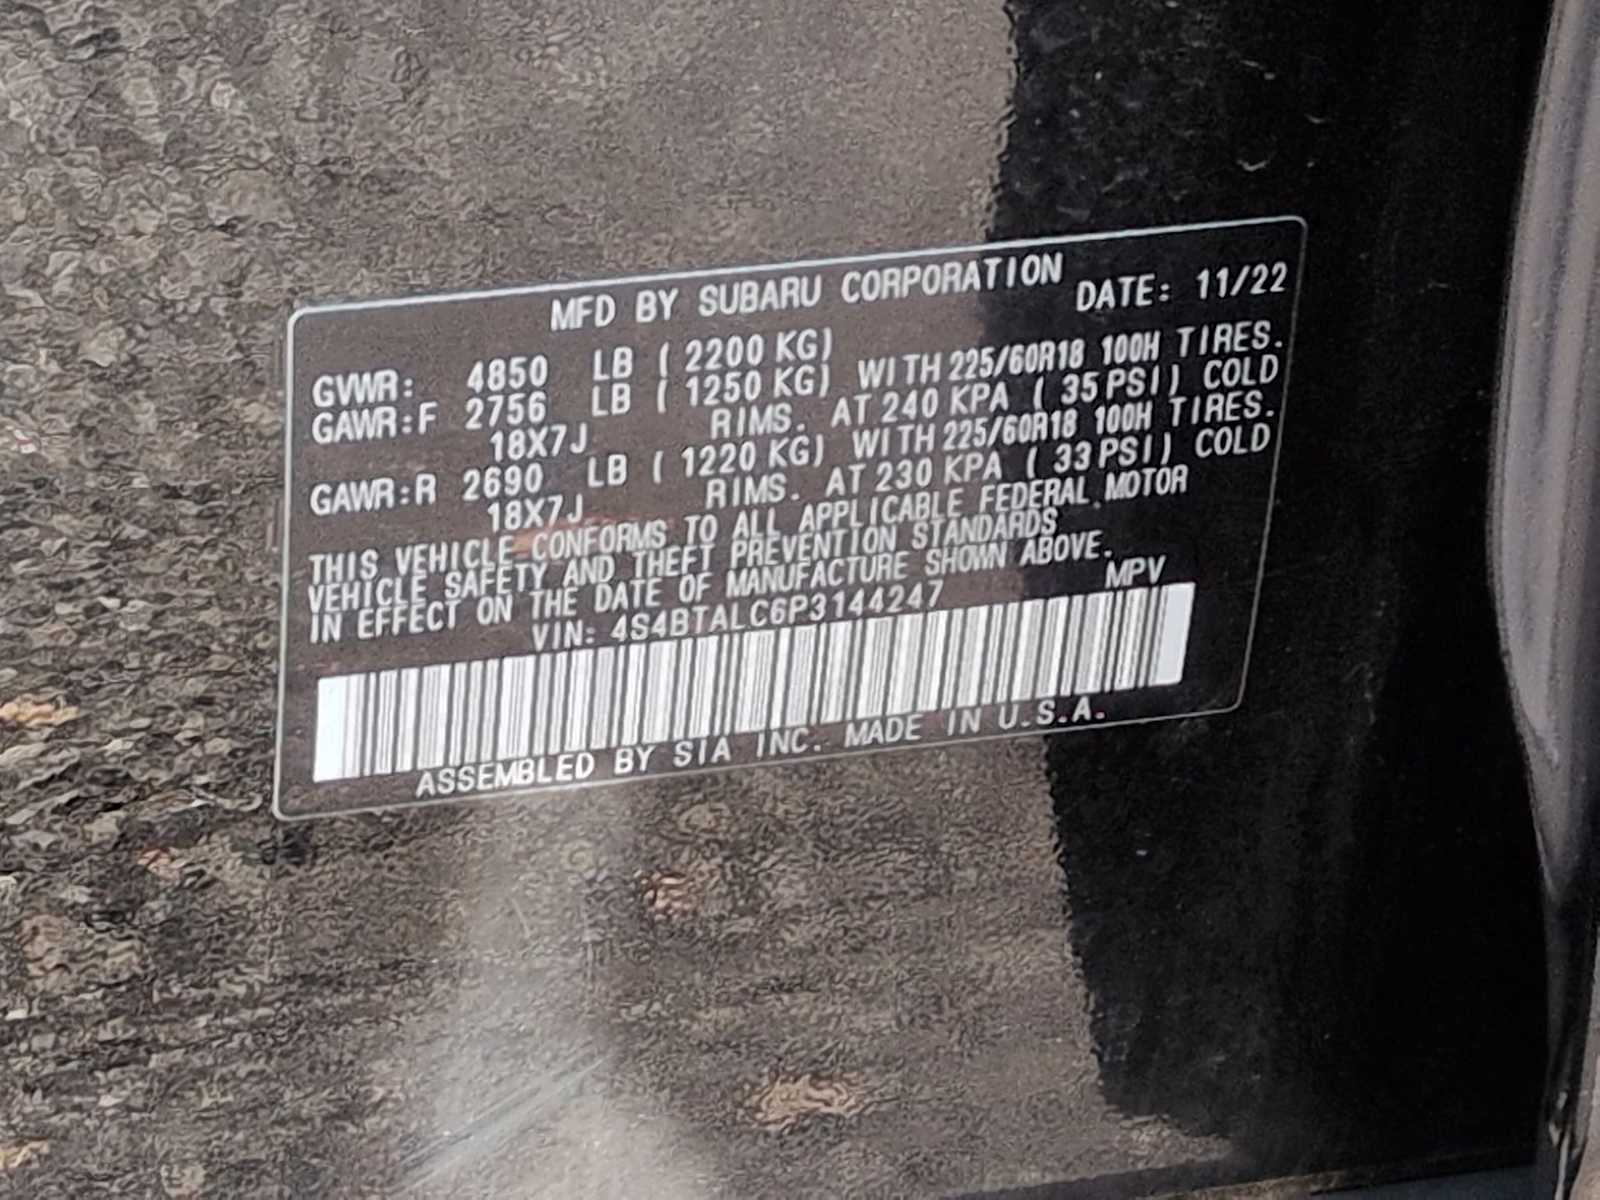 MFD BY SUBARU CORPORATION DATE: 11/22
GVWR: 4850 LB ( 2200 KG)
GAWR:F 2756 LB ( 1250 KG) WITH 225/60R18 100H TIRES.
18X7J RIMS. AT 240 KPA ( 35 PSI) COLD
GAWR:R 2690 LB ( 1220 KG) WITH 225/60R18 100H TIRES.
18X7J RIMS. AT 230 KPA ( 33 PSI) COLD
THIS VEHICLE CONFORMS TO ALL APPLICABLE FEDERAL MOTOR
VEHICLE SAFETY AND THEFT PREVENTION STANDARDS
IN EFFECT ON THE DATE OF MANUFACTURE SHOWN ABOVE.
VIN: 4S4BTALC6P3144247 MPV
ASSEMBLED BY SIA INC. MADE IN U.S.A.